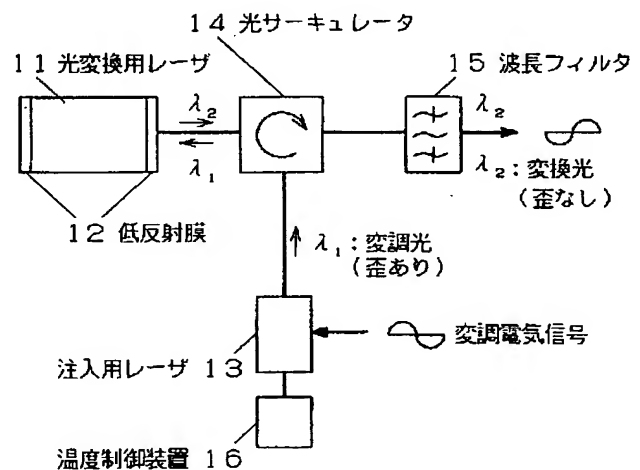 14 光サーキュレータ
11 光変換用レーザ
15 波長フィルタ
λ₂
λ₁
λ₂
λ₂：変換光
（歪なし）
12 低反射膜
λ₁：変調光
（歪あり）
変調電気信号
注入用レーザ 13
温度制御装置 16